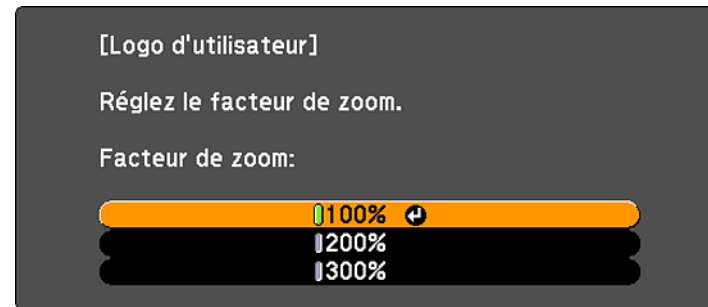 [Logo d'utilisateur]
Réglez le facteur de zoom.
Facteur de zoom:
100%
200%
300%